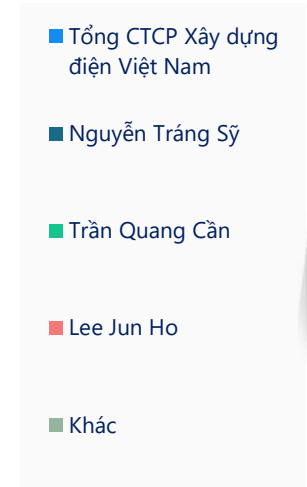 Tổng CTCP Xây dựng
điện Việt Nam
Nguyễn Tráng Sỹ
Trần Quang Cần
Lee Jun Ho
Khác